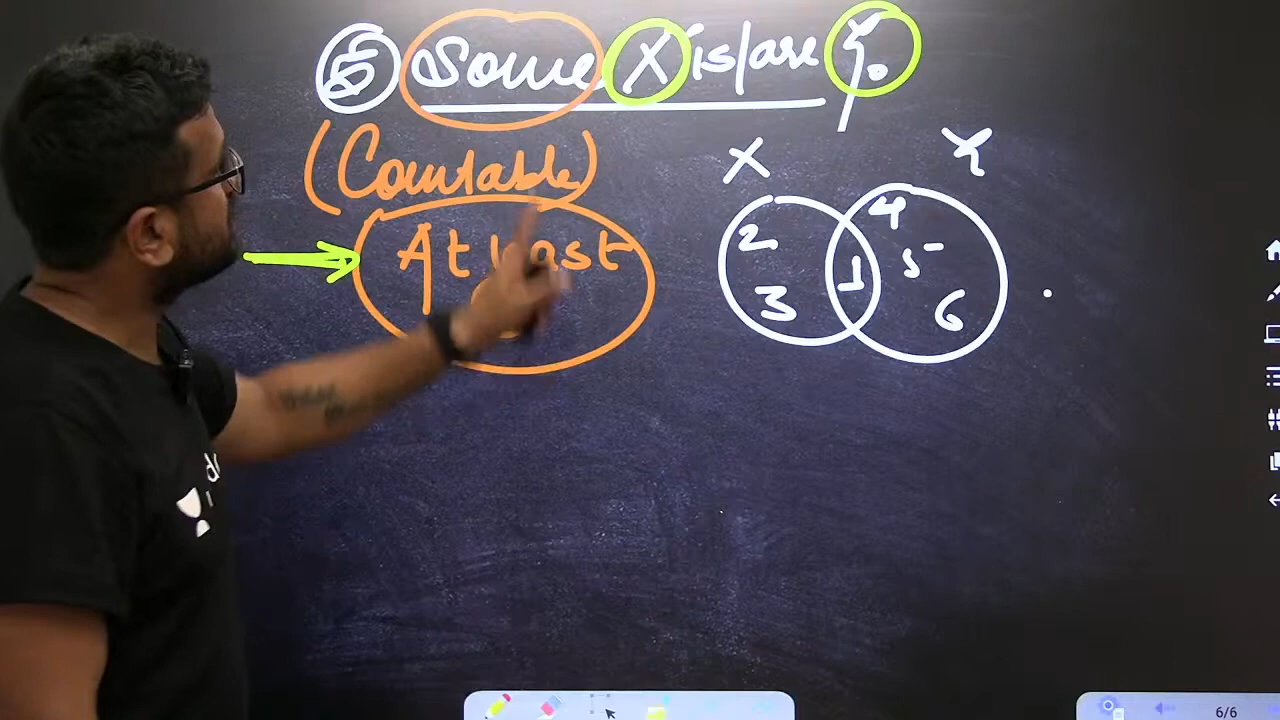 5 Some X is/are Y.
(Countable)
At least
X Y
2 4
3 1 5
6
6/6